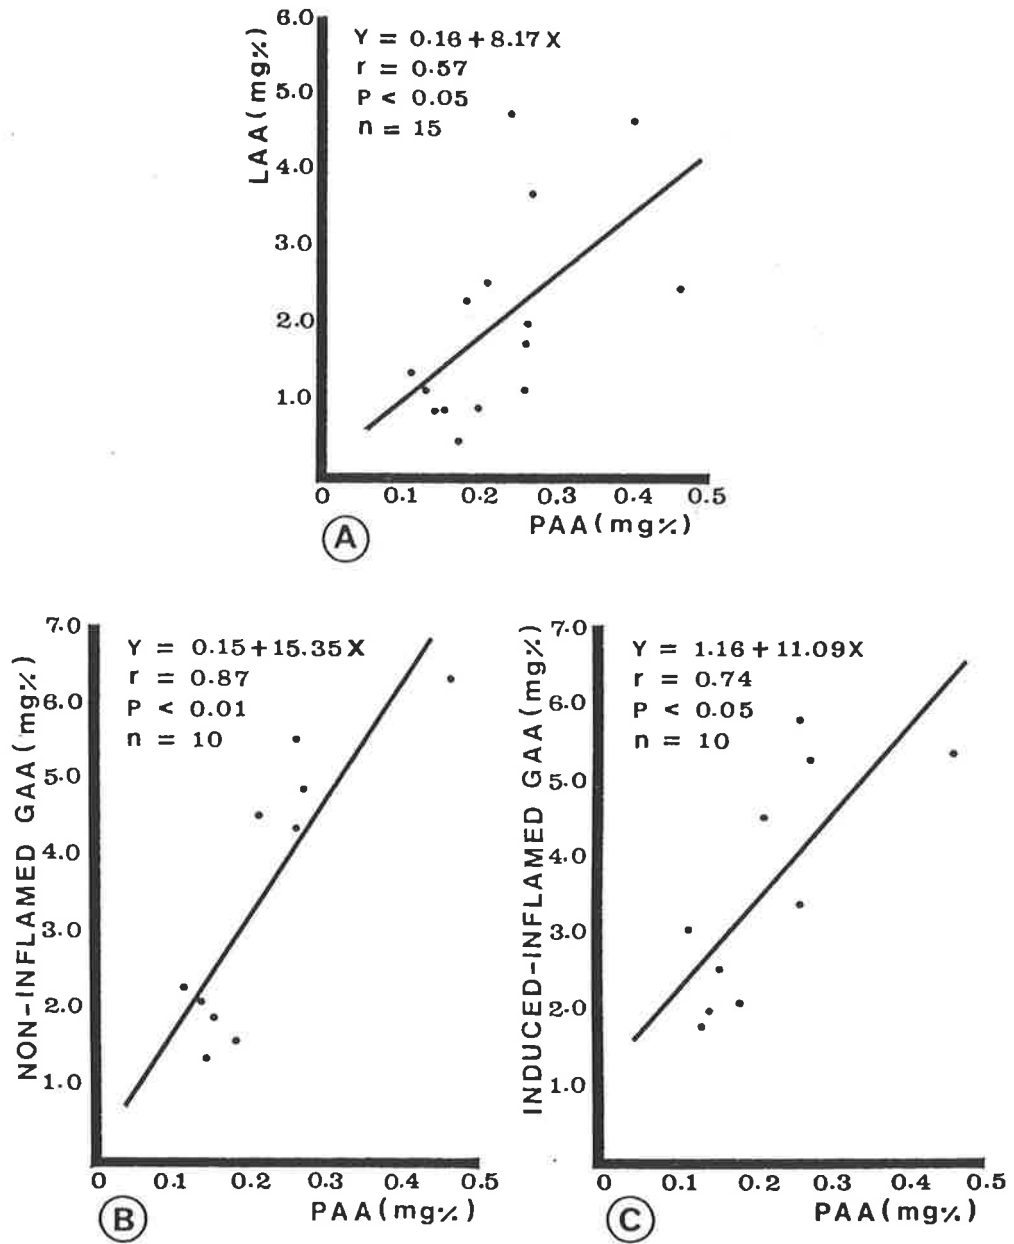 6.0
5.0
4.0
3.0
2.0
1.0
LAA (mg%)
Y = 0.16 + 8.17 X
r = 0.57
P < 0.05
n = 15
0 0.1 0.2 0.3 0.4 0.5
PAA (mg%)
A
7.0
6.0
5.0
4.0
3.0
2.0
1.0
NON-INFLAMED GAA (mg%)
Y = 0.15 + 15.35 X
r = 0.87
P < 0.01
n = 10
0 0.1 0.2 0.3 0.4 0.5
PAA (mg%)
B
7.0
6.0
5.0
4.0
3.0
2.0
1.0
INDUCED-INFLAMED GAA (mg%)
Y = 1.16 + 11.09 X
r = 0.74
P < 0.05
n = 10
0 0.1 0.2 0.3 0.4 0.5
PAA (mg%)
C